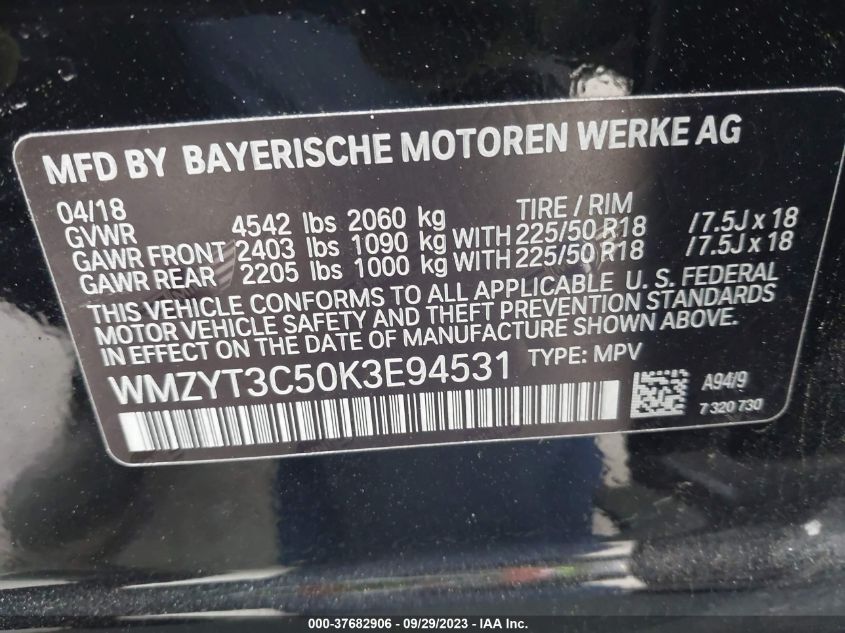 MFD BY BAYERISCHE MOTOREN WERKE AG
04/18 TIRE / RIM
GVWR 4542 lbs 2060 kg
GAWR FRONT 2403 lbs 1090 kg WITH 225/50 R18 /7.5J x 18
GAWR REAR 2205 lbs 1000 kg WITH 225/50 R18 /7.5J x 18
THIS VEHICLE CONFORMS TO ALL APPLICABLE U. S. FEDERAL
MOTOR VEHICLE SAFETY AND THEFT PREVENTION STANDARDS
IN EFFECT ON THE DATE OF MANUFACTURE SHOWN ABOVE.
WMZYT3C50K3E94531 TYPE: MPV
A94/9
7 320 730
000-37682906 - 09/29/2023 - IAA Inc.